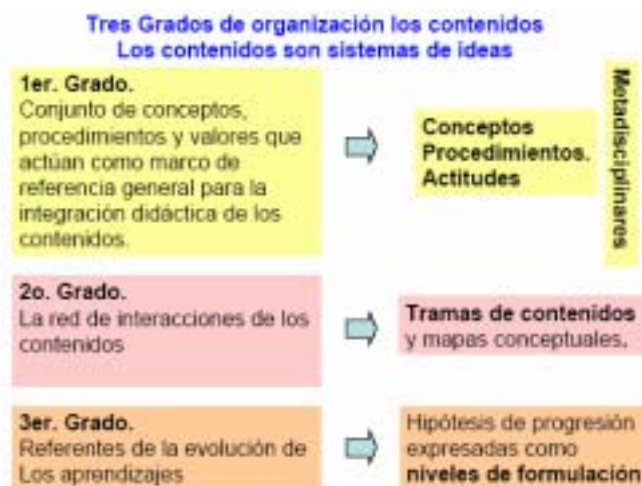 Tres Grados de organización los contenidos
Los contenidos son sistemas de ideas
1er. Grado.
Conjunto de conceptos,
procedimientos y valores que
actúan como marco de
referencia general para la
integración didáctica de los
contenidos.
Conceptos
Procedimientos.
Actitudes
Metadisciplinares
2o. Grado.
La red de interacciones de los
contenidos
Tramas de contenidos
y mapas conceptuales.
3er. Grado.
Referentes de la evolución de
Los aprendizajes
Hipótesis de progresión
expresadas como
niveles de formulación